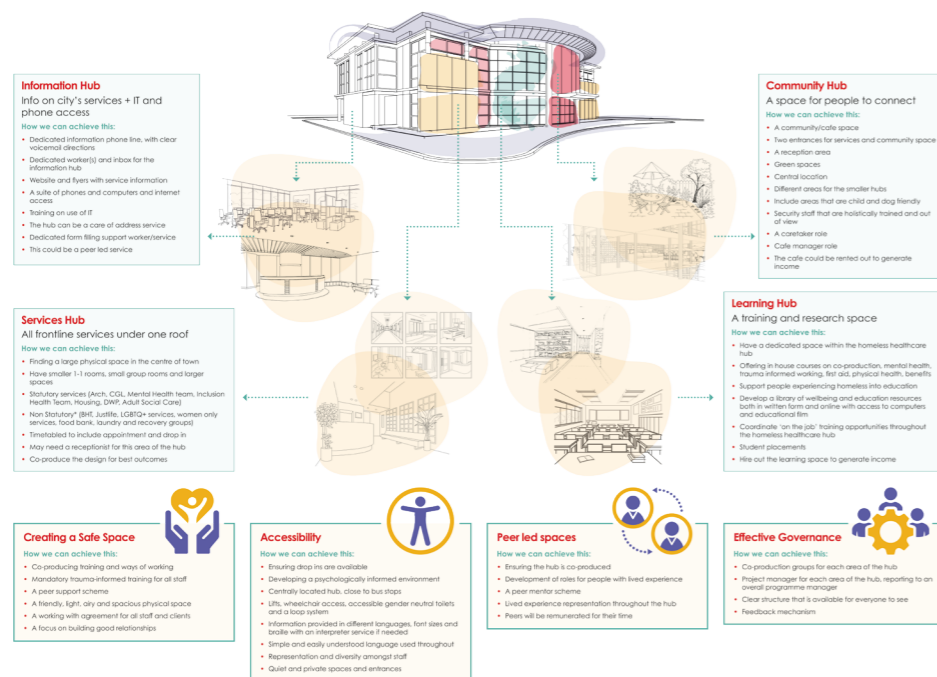 Information Hub
Info on city's services + IT and
phone access
How we can achieve this:
• Dedicated information phone line, with clear
voicemail directions
• Dedicated worker(s) and inbox for the
information hub
• Website and flyers with service information
• A suite of phones and computers and internet
access
• Training on use of IT
• The hub can be a care of address service
• Dedicated form filling support worker/service
• This could be a peer led service
Community Hub
A space for people to connect
How we can achieve this:
• A community/cafe space
• Two entrances for services and community space
• A reception area
• Green spaces
• Central location
• Different areas for the smaller hubs
• Include areas that are child and dog friendly
• Security staff that are holistically trained and out
of view
• A caretaker role
• Cafe manager role
• The cafe could be rented out to generate
income
Services Hub
All frontline services under one roof
How we can achieve this:
• Finding a large physical space in the centre of town
• Have smaller 1-1 rooms, small group rooms and larger
spaces
• Statutory services (Arch, CGL, Mental Health team, Inclusion
Health Team, Housing, DWP, Adult Social Care)
• Non Statutory* (BHT, Justlife, LGBTQ+ services, women only
services, food bank, laundry and recovery groups)
• Timetabled to include appointment and drop in
• May need a receptionist for this area of the hub
• Co-produce the design for best outcomes
Learning Hub
A training and research space
How we can achieve this:
• Have a dedicated space within the homeless healthcare
hub
• Offering in house courses on co-production, mental health,
trauma informed working, first aid, physical health, benefits
• Support people experiencing homeless into education
• Develop a library of wellbeing and education resources
both in written form and online with access to computers
and educational film
• Coordinate 'on the job' training opportunities throughout
the homeless healthcare hub
• Student placements
• Hire out the learning space to generate income
Creating a Safe Space
How we can achieve this:
• Co-producing training and ways of working
• Mandatory trauma-informed training for all staff
• A peer support scheme
• A friendly, light, airy and spacious physical space
• A working with agreement for all staff and clients
• A focus on building good relationships
Accessibility
How we can achieve this:
• Ensuring drop ins are available
• Developing a psychologically informed environment
• Centrally located hub, close to bus stops
• Lifts, wheelchair access, accessible gender neutral toilets
and a loop system
• Information provided in different languages, font sizes and
braille with an interpreter service if needed
• Simple and easily understood language used throughout
• Representation and diversity amongst staff
• Quiet and private spaces and entrances
Peer led spaces
How we can achieve this:
• Ensuring the hub is co-produced
• Development of roles for people with lived experience
• A peer mentor scheme
• Lived experience representation throughout the hub
• Peers will be remunerated for their time
Effective Governance
How we can achieve this:
• Co-production groups for each area of the hub
• Project manager for each area of the hub, reporting to an
overall programme manager
• Clear structure that is available for everyone to see
• Feedback mechanism